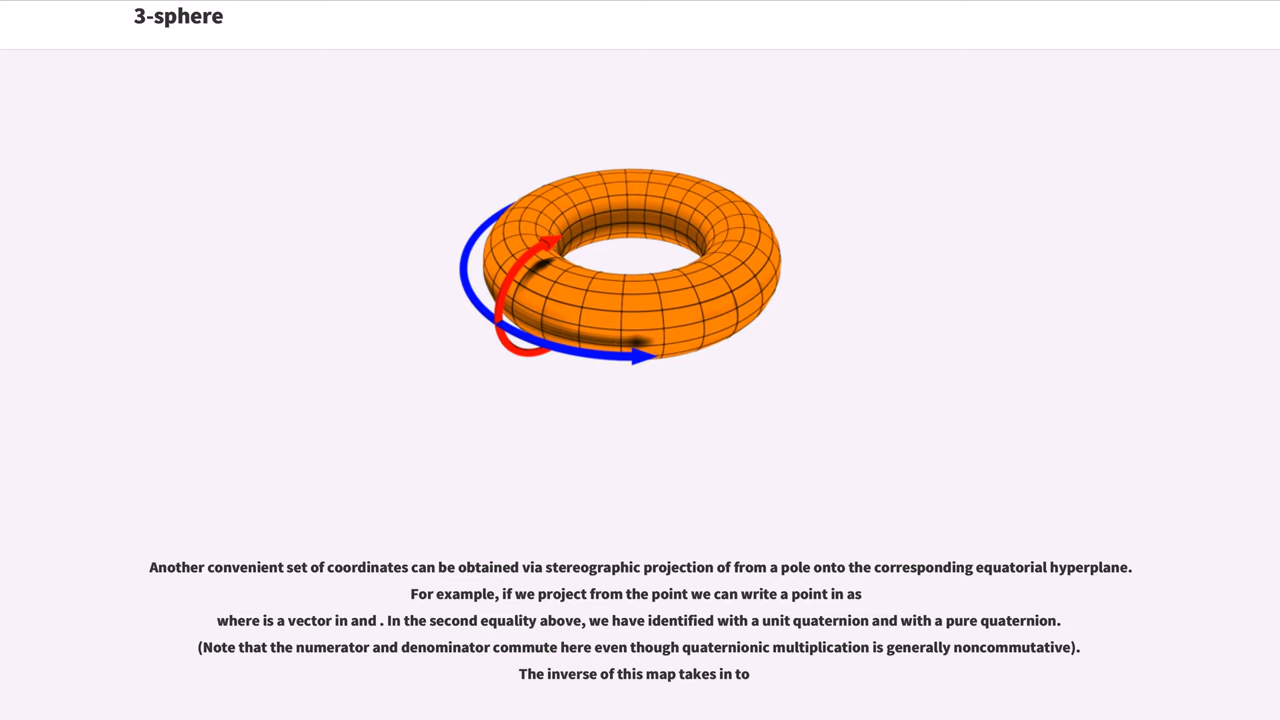 3-sphere
Another convenient set of coordinates can be obtained via stereographic projection of from a pole onto the corresponding equatorial hyperplane.
For example, if we project from the point we can write a point in as
where is a vector in and . In the second equality above, we have identified with a unit quaternion and with a pure quaternion.
(Note that the numerator and denominator commute here even though quaternionic multiplication is generally noncommutative).
The inverse of this map takes in to